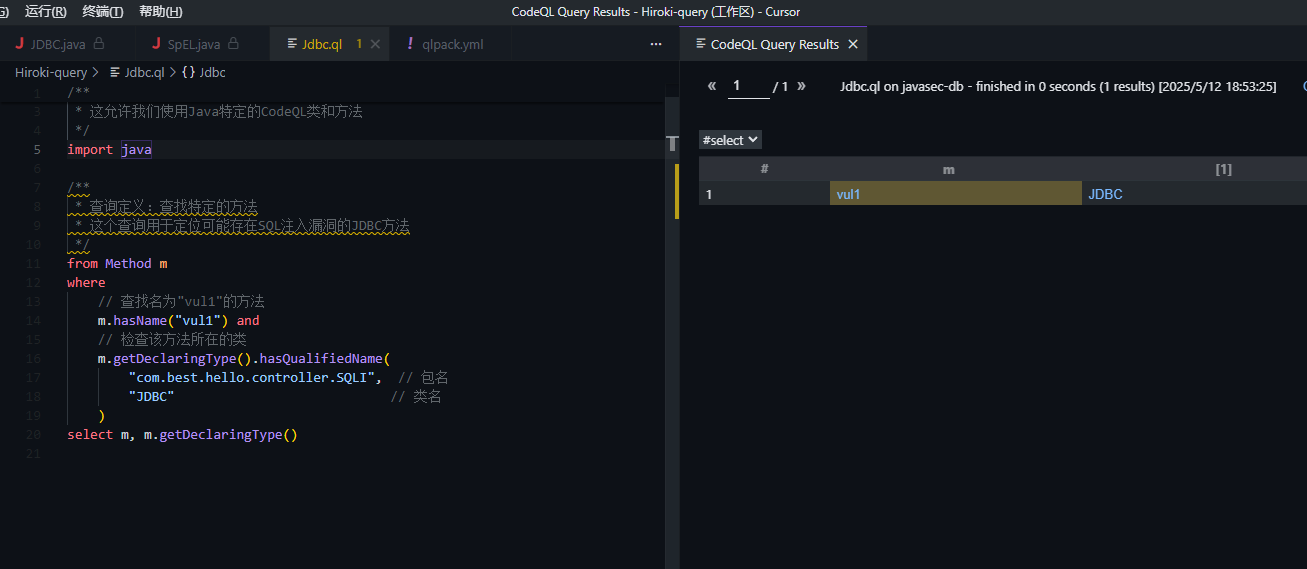 G) 运行(R) 终端(T) 帮助(H) CodeQL Query Results - Hiroki-query (工作区) - Cursor
J JDBC.java J SpEL.java Jdbc.ql 1 × ! qlpack.yml ...
Hiroki-query > Jdbc.ql > {} Jdbc
1 /**
3 * 这允许我们使用Java特定的CodeQL类和方法
4 */
5 import java
6
7 /**
8 * 查询定义：查找特定的方法
9 * 这个查询用于定位可能存在SQL注入漏洞的JDBC方法
10 */
11 from Method m
12 where
13 // 查找名为"vul1"的方法
14 m.hasName("vul1") and
15 // 检查该方法所在的类
16 m.getDeclaringType().hasQualifiedName(
17 "com.best.hello.controller.SQLI", // 包名
18 "JDBC" // 类名
19 )
20 select m, m.getDeclaringType()
21
CodeQL Query Results ×
« 1 / 1 » Jdbc.ql on javasec-db - finished in 0 seconds (1 results) [2025/5/12 18:53:25]
#select
# m [1]
1 vul1 JDBC